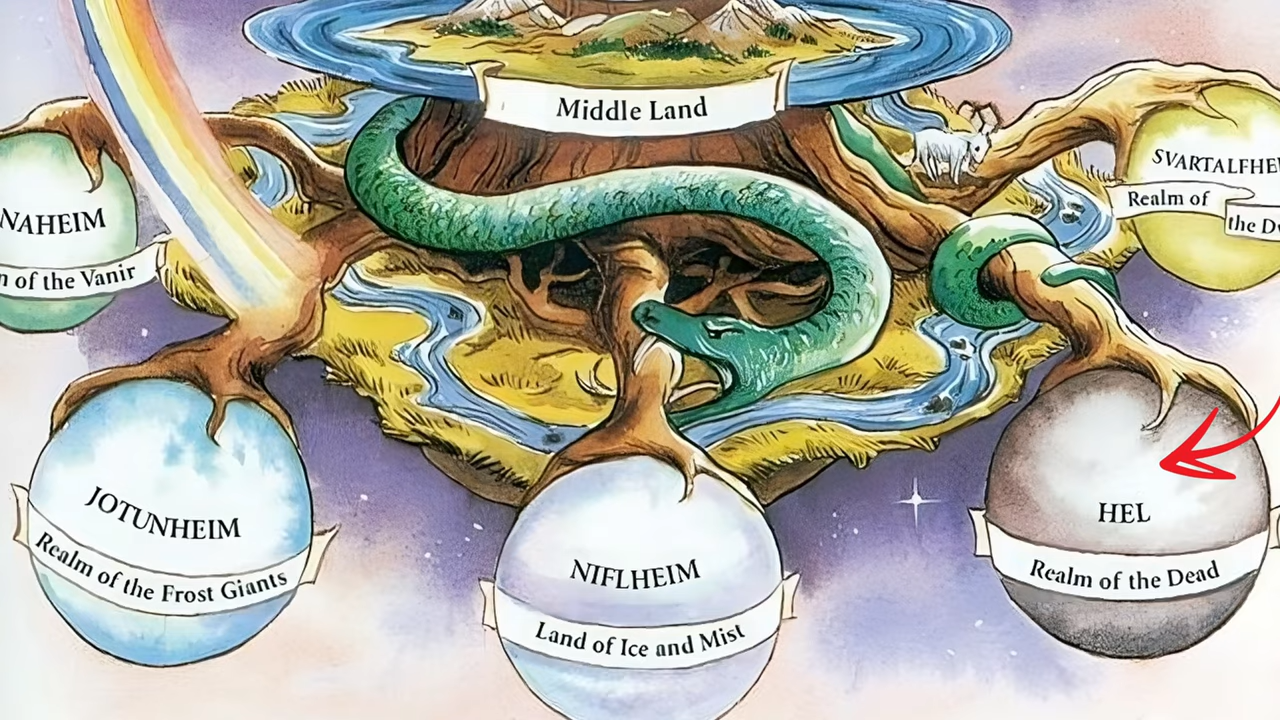 Middle Land
NAHEIM
n of the Vanir
SVARTALFHE
Realm of
the D
JOTUNHEIM
Realm of the Frost Giants
NIFLHEIM
Land of Ice and Mist
HEL
Realm of the Dead